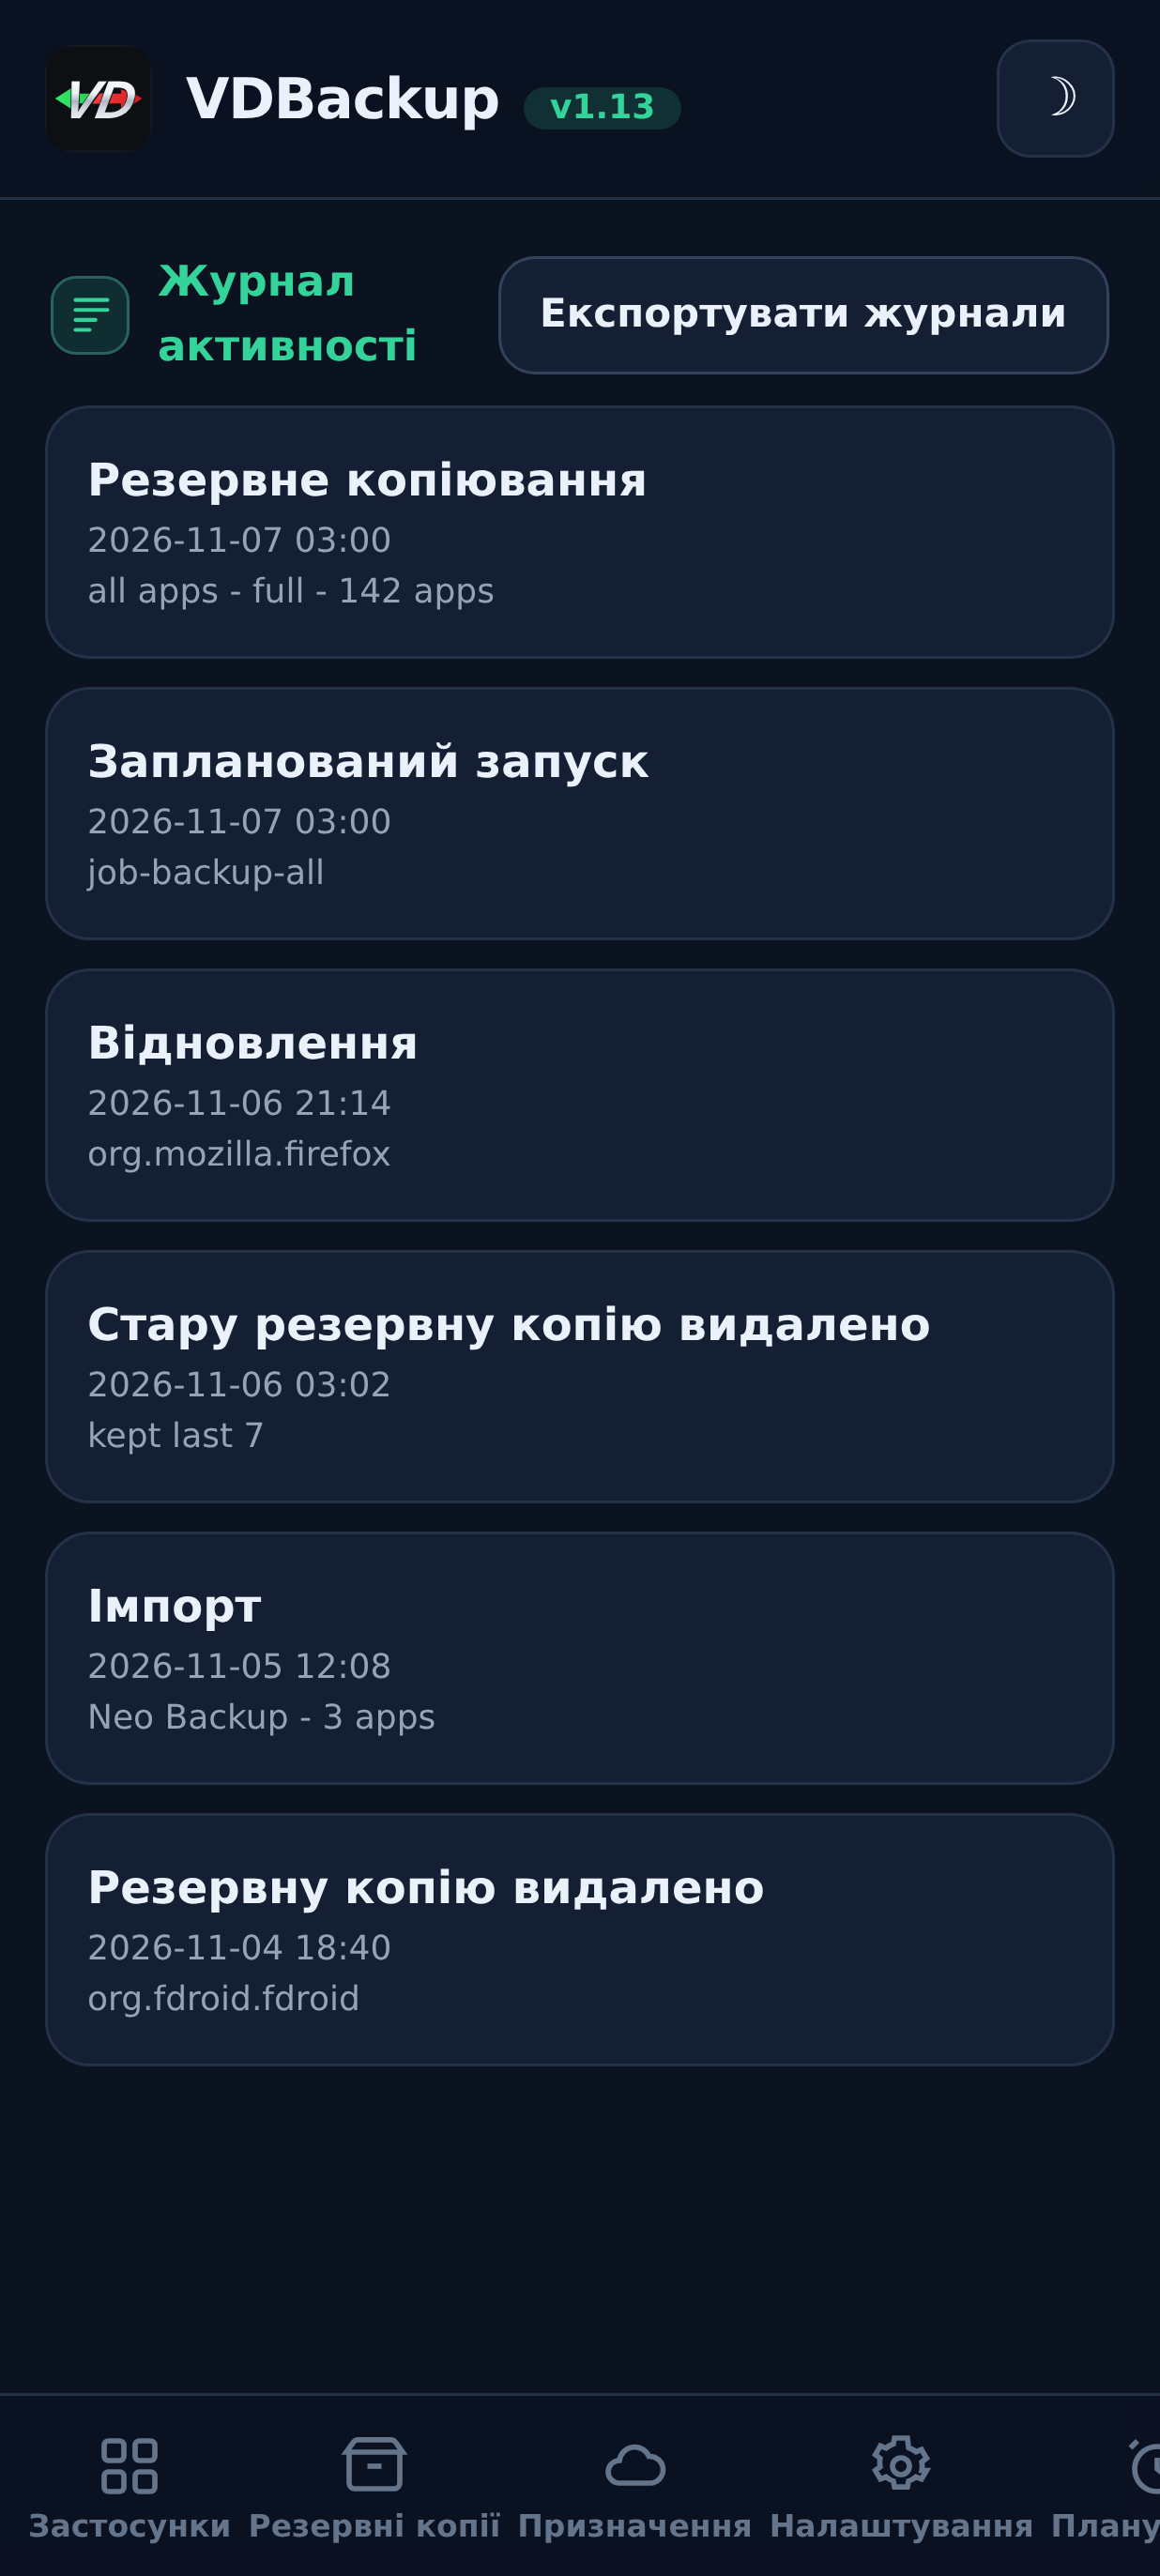 VD
VDBackup v1.13
Журнал
активності
Експортувати журнали
Резервне копіювання
2026-11-07 03:00
all apps - full - 142 apps
Запланований запуск
2026-11-07 03:00
job-backup-all
Відновлення
2026-11-06 21:14
org.mozilla.firefox
Стару резервну копію видалено
2026-11-06 03:02
kept last 7
Імпорт
2026-11-05 12:08
Neo Backup - 3 apps
Резервну копію видалено
2026-11-04 18:40
org.fdroid.fdroid
Застосунки Резервні копії Призначення Налаштування